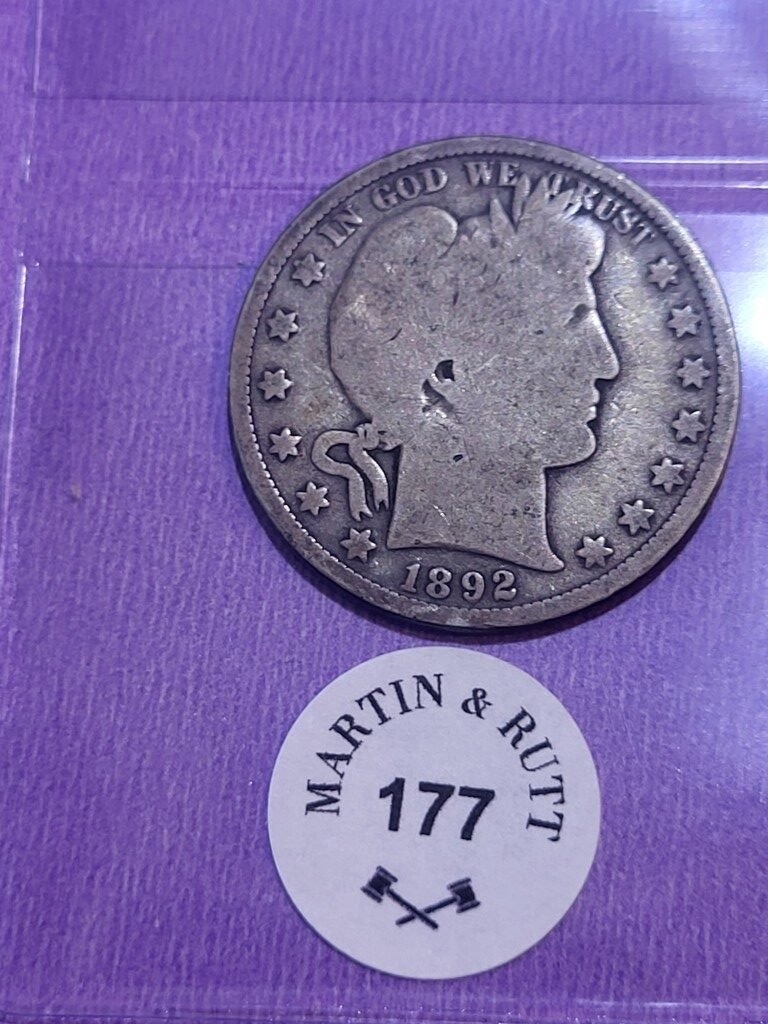 IN GOD WE TRUST
1892
MARTIN & RUTT
177